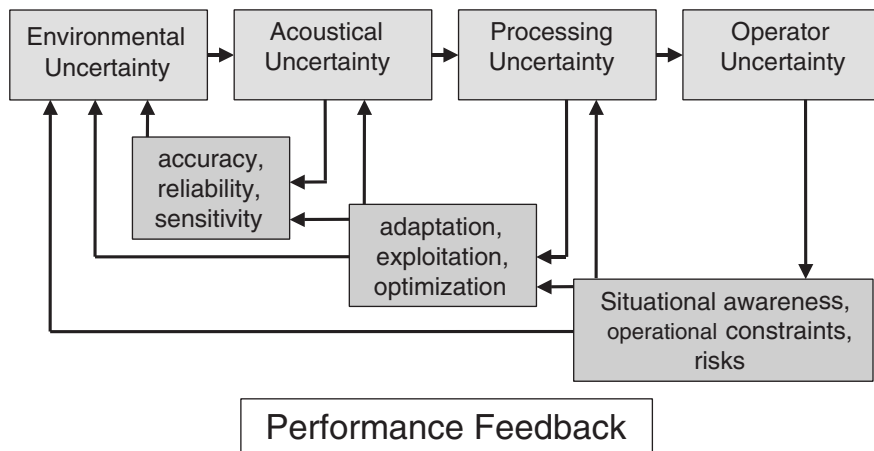 Environmental
Uncertainty
Acoustical
Uncertainty
Processing
Uncertainty
Operator
Uncertainty
accuracy,
reliability,
sensitivity
adaptation,
exploitation,
optimization
Situational awareness,
operational constraints,
risks
Performance Feedback